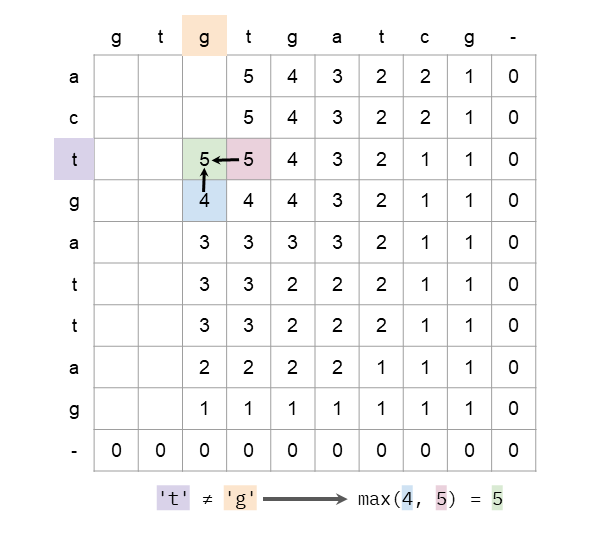 g t g t g a t c g -
a 5 4 3 2 2 1 0
c 5 4 3 2 2 1 0
t 5 5 4 3 2 1 1 0
g 4 4 4 3 2 1 1 0
a 3 3 3 3 2 1 1 0
t 3 3 2 2 2 1 1 0
t 3 3 2 2 2 1 1 0
a 2 2 2 2 1 1 1 0
g 1 1 1 1 1 1 1 0
- 0 0 0 0 0 0 0 0 0 0
't' ≠ 'g' max(4, 5) = 5